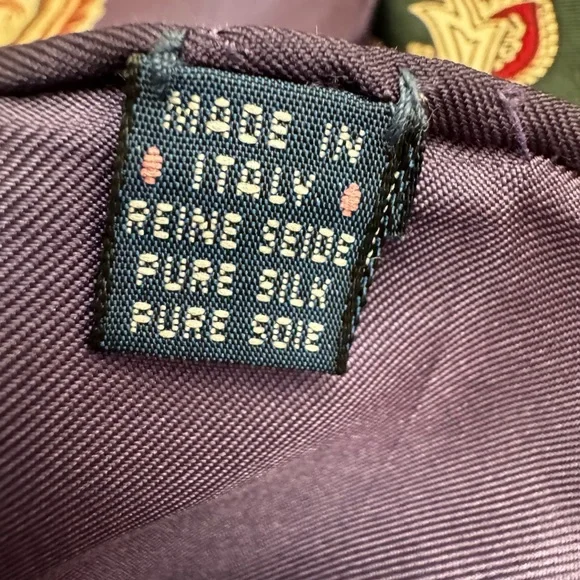 MADE IN
ITALY
REINE SEIDE
PURE SILK
PURE SOIE